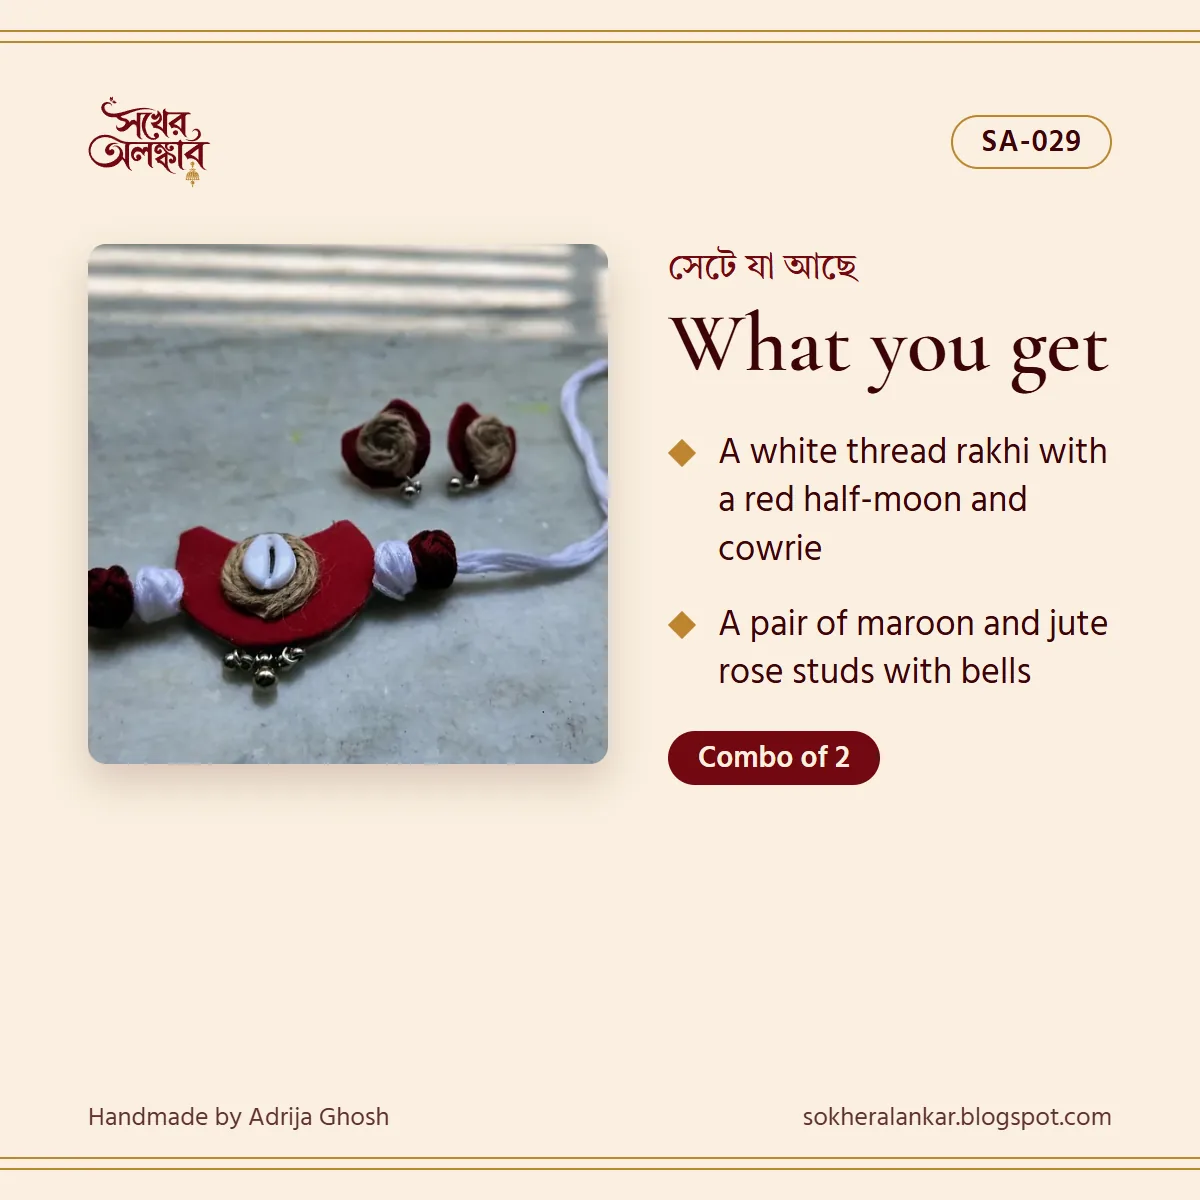 সখের
অলঙ্কার
SA-029
সেটে যা আছে
What you get
A white thread rakhi with
a red half-moon and
cowrie
A pair of maroon and jute
rose studs with bells
Combo of 2
Handmade by Adrija Ghosh
sokheralankar.blogspot.com